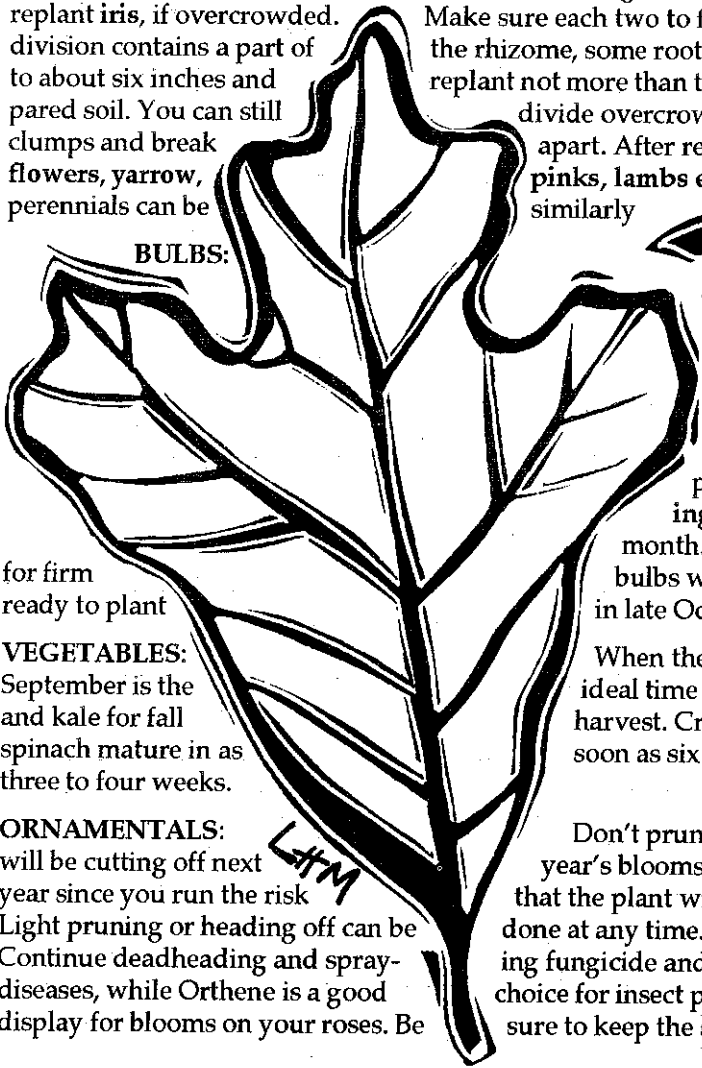 replant iris, if overcrowded. Make sure each two to f
division contains a part of the rhizome, some root
to about six inches and replant not more than t
pared soil. You can still divide overcrow
clumps and break apart. After re
flowers, yarrow, pinks, lambs e
perennials can be similarly
BULBS:
p
ing
month.
for firm bulbs w
ready to plant in late Oc
VEGETABLES: When the
September is the ideal time
and kale for fall harvest. Cr
spinach mature in as soon as six
three to four weeks.
ORNAMENTALS: Don't prun
will be cutting off next year's blooms
year since you run the risk that the plant w
Light pruning or heading off can be done at any time.
Continue deadheading and spray- ing fungicide and
diseases, while Orthene is a good choice for insect p
display for blooms on your roses. Be sure to keep the
LHM